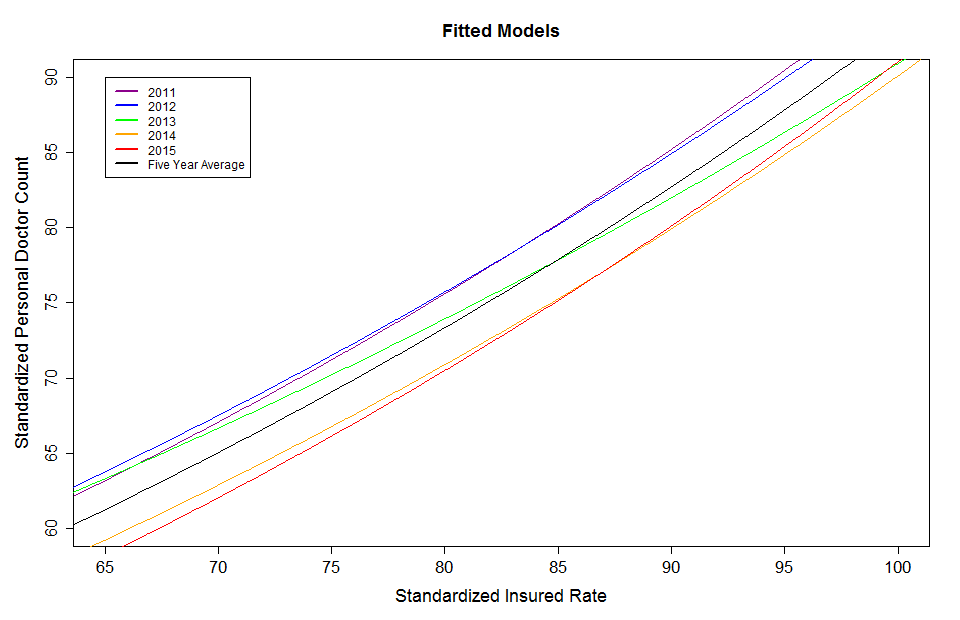 Fitted Models
2011
2012
2013
2014
2015
Five Year Average
Standardized Personal Doctor Count
90
85
80
75
70
65
60
65 70 75 80 85 90 95 100
Standardized Insured Rate